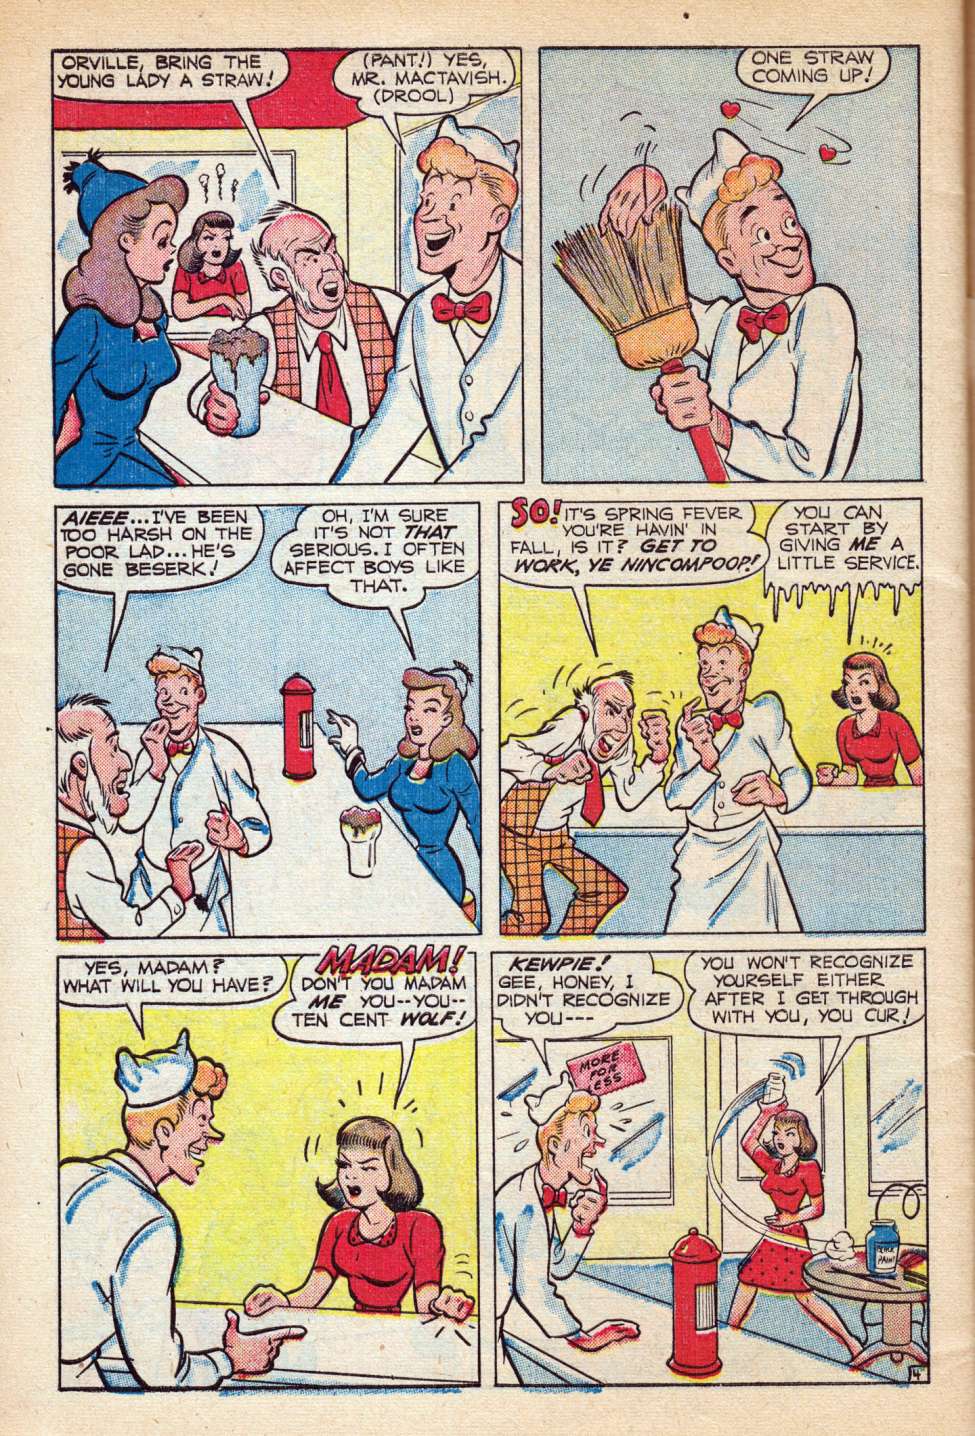 ORVILLE, BRING THE
YOUNG LADY A STRAW!
(PANT!) YES,
MR. MACTAVISH.
(DROOL)
ONE STRAW
COMING UP!
AIEEE...I'VE BEEN
TOO HARSH ON THE
POOR LAD...HE'S
GONE BESERK!
OH, I'M SURE
IT'S NOT THAT
SERIOUS. I OFTEN
AFFECT BOYS LIKE
THAT.
SO! IT'S SPRING FEVER
YOU'RE HAVIN' IN
FALL, IS IT? GET TO
WORK, YE NINCOMPOOP!
YOU CAN
START BY
GIVING ME A
LITTLE SERVICE.
YES, MADAM?
WHAT WILL YOU HAVE?
MADAM!
DON'T YOU MADAM
ME YOU--YOU--
TEN CENT WOLF!
KEWPIE!
GEE, HONEY, I
DIDN'T RECOGNIZE
YOU---
MORE
FOR
LESS
YOU WON'T RECOGNIZE
YOURSELF EITHER
AFTER I GET THROUGH
WITH YOU, YOU CUR!
4